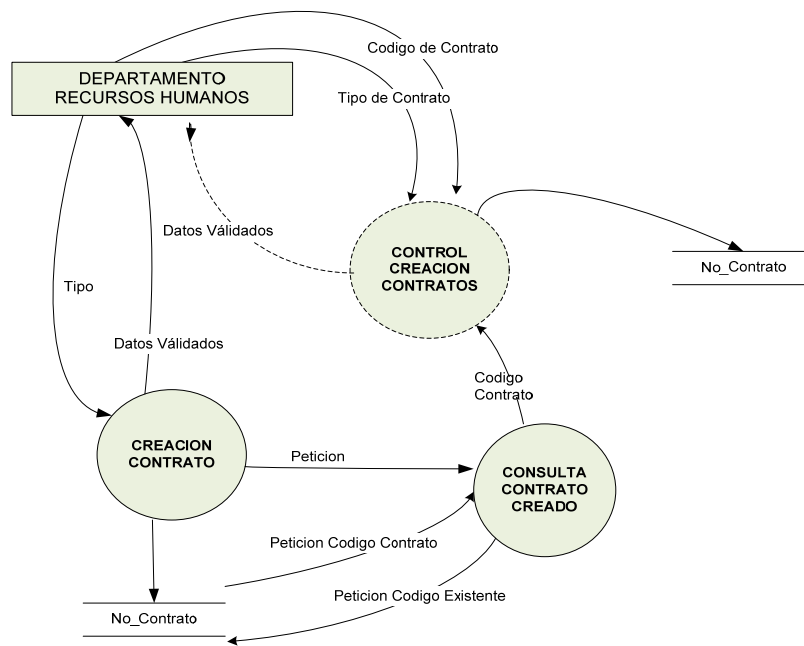 Codigo de Contrato
DEPARTAMENTO
RECURSOS HUMANOS
Tipo de Contrato
Datos Válidados
CONTROL
CREACION
CONTRATOS
No_Contrato
Tipo
Datos Válidados
Codigo
Contrato
CREACION
CONTRATO
Peticion
CONSULTA
CONTRATO
CREADO
Peticion Codigo Contrato
Peticion Codigo Existente
No_Contrato